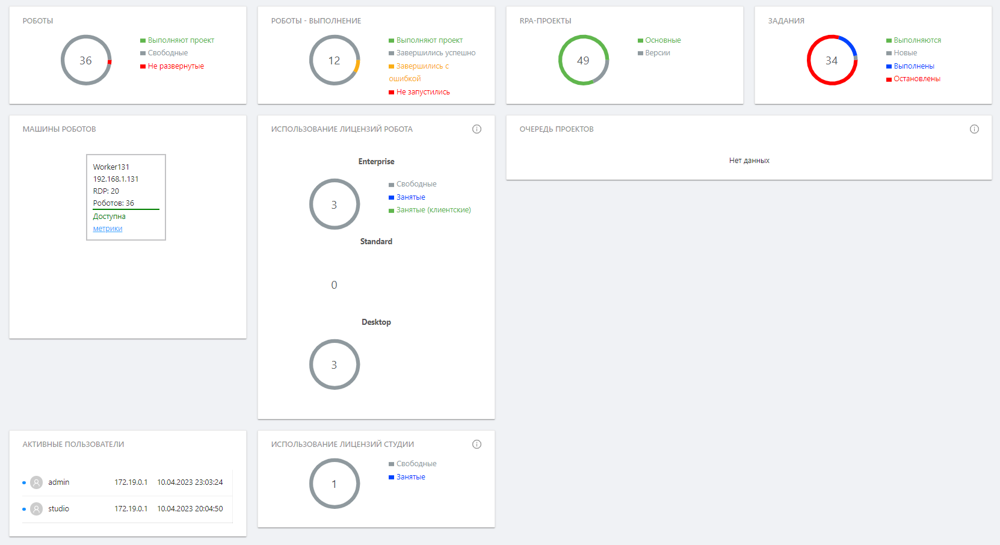 РОБОТЫ
36
Выполняют проект
Свободные
Не развернутые
РОБОТЫ - ВЫПОЛНЕНИЕ
12
Выполняют проект
Завершились успешно
Завершились с
ошибкой
Не запустились
RPA-ПРОЕКТЫ
49
Основные
Версии
ЗАДАНИЯ
34
Выполняются
Новые
Выполнены
Остановлены
МАШИНЫ РОБОТОВ
Worker131
192.168.1.131
RDP: 20
Роботов: 36
Доступна
метрики
ИСПОЛЬЗОВАНИЕ ЛИЦЕНЗИЙ РОБОТА
Enterprise
3
Свободные
Занятые
Занятые (клиентские)
Standard
0
Desktop
3
ОЧЕРЕДЬ ПРОЕКТОВ
Нет данных
АКТИВНЫЕ ПОЛЬЗОВАТЕЛИ
admin 172.19.0.1 10.04.2023 23:03:24
studio 172.19.0.1 10.04.2023 20:04:50
ИСПОЛЬЗОВАНИЕ ЛИЦЕНЗИЙ СТУДИИ
1
Свободные
Занятые